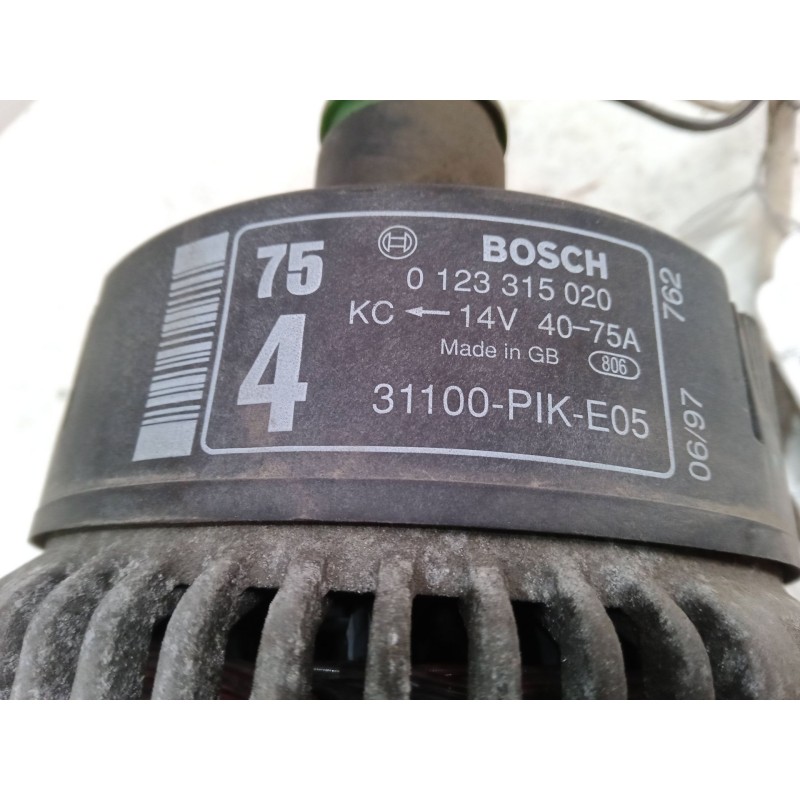 75
4
BOSCH
0 123 315 020
KC ← 14V 40-75A
Made in GB 806
31100-PIK-E05
762
06/97